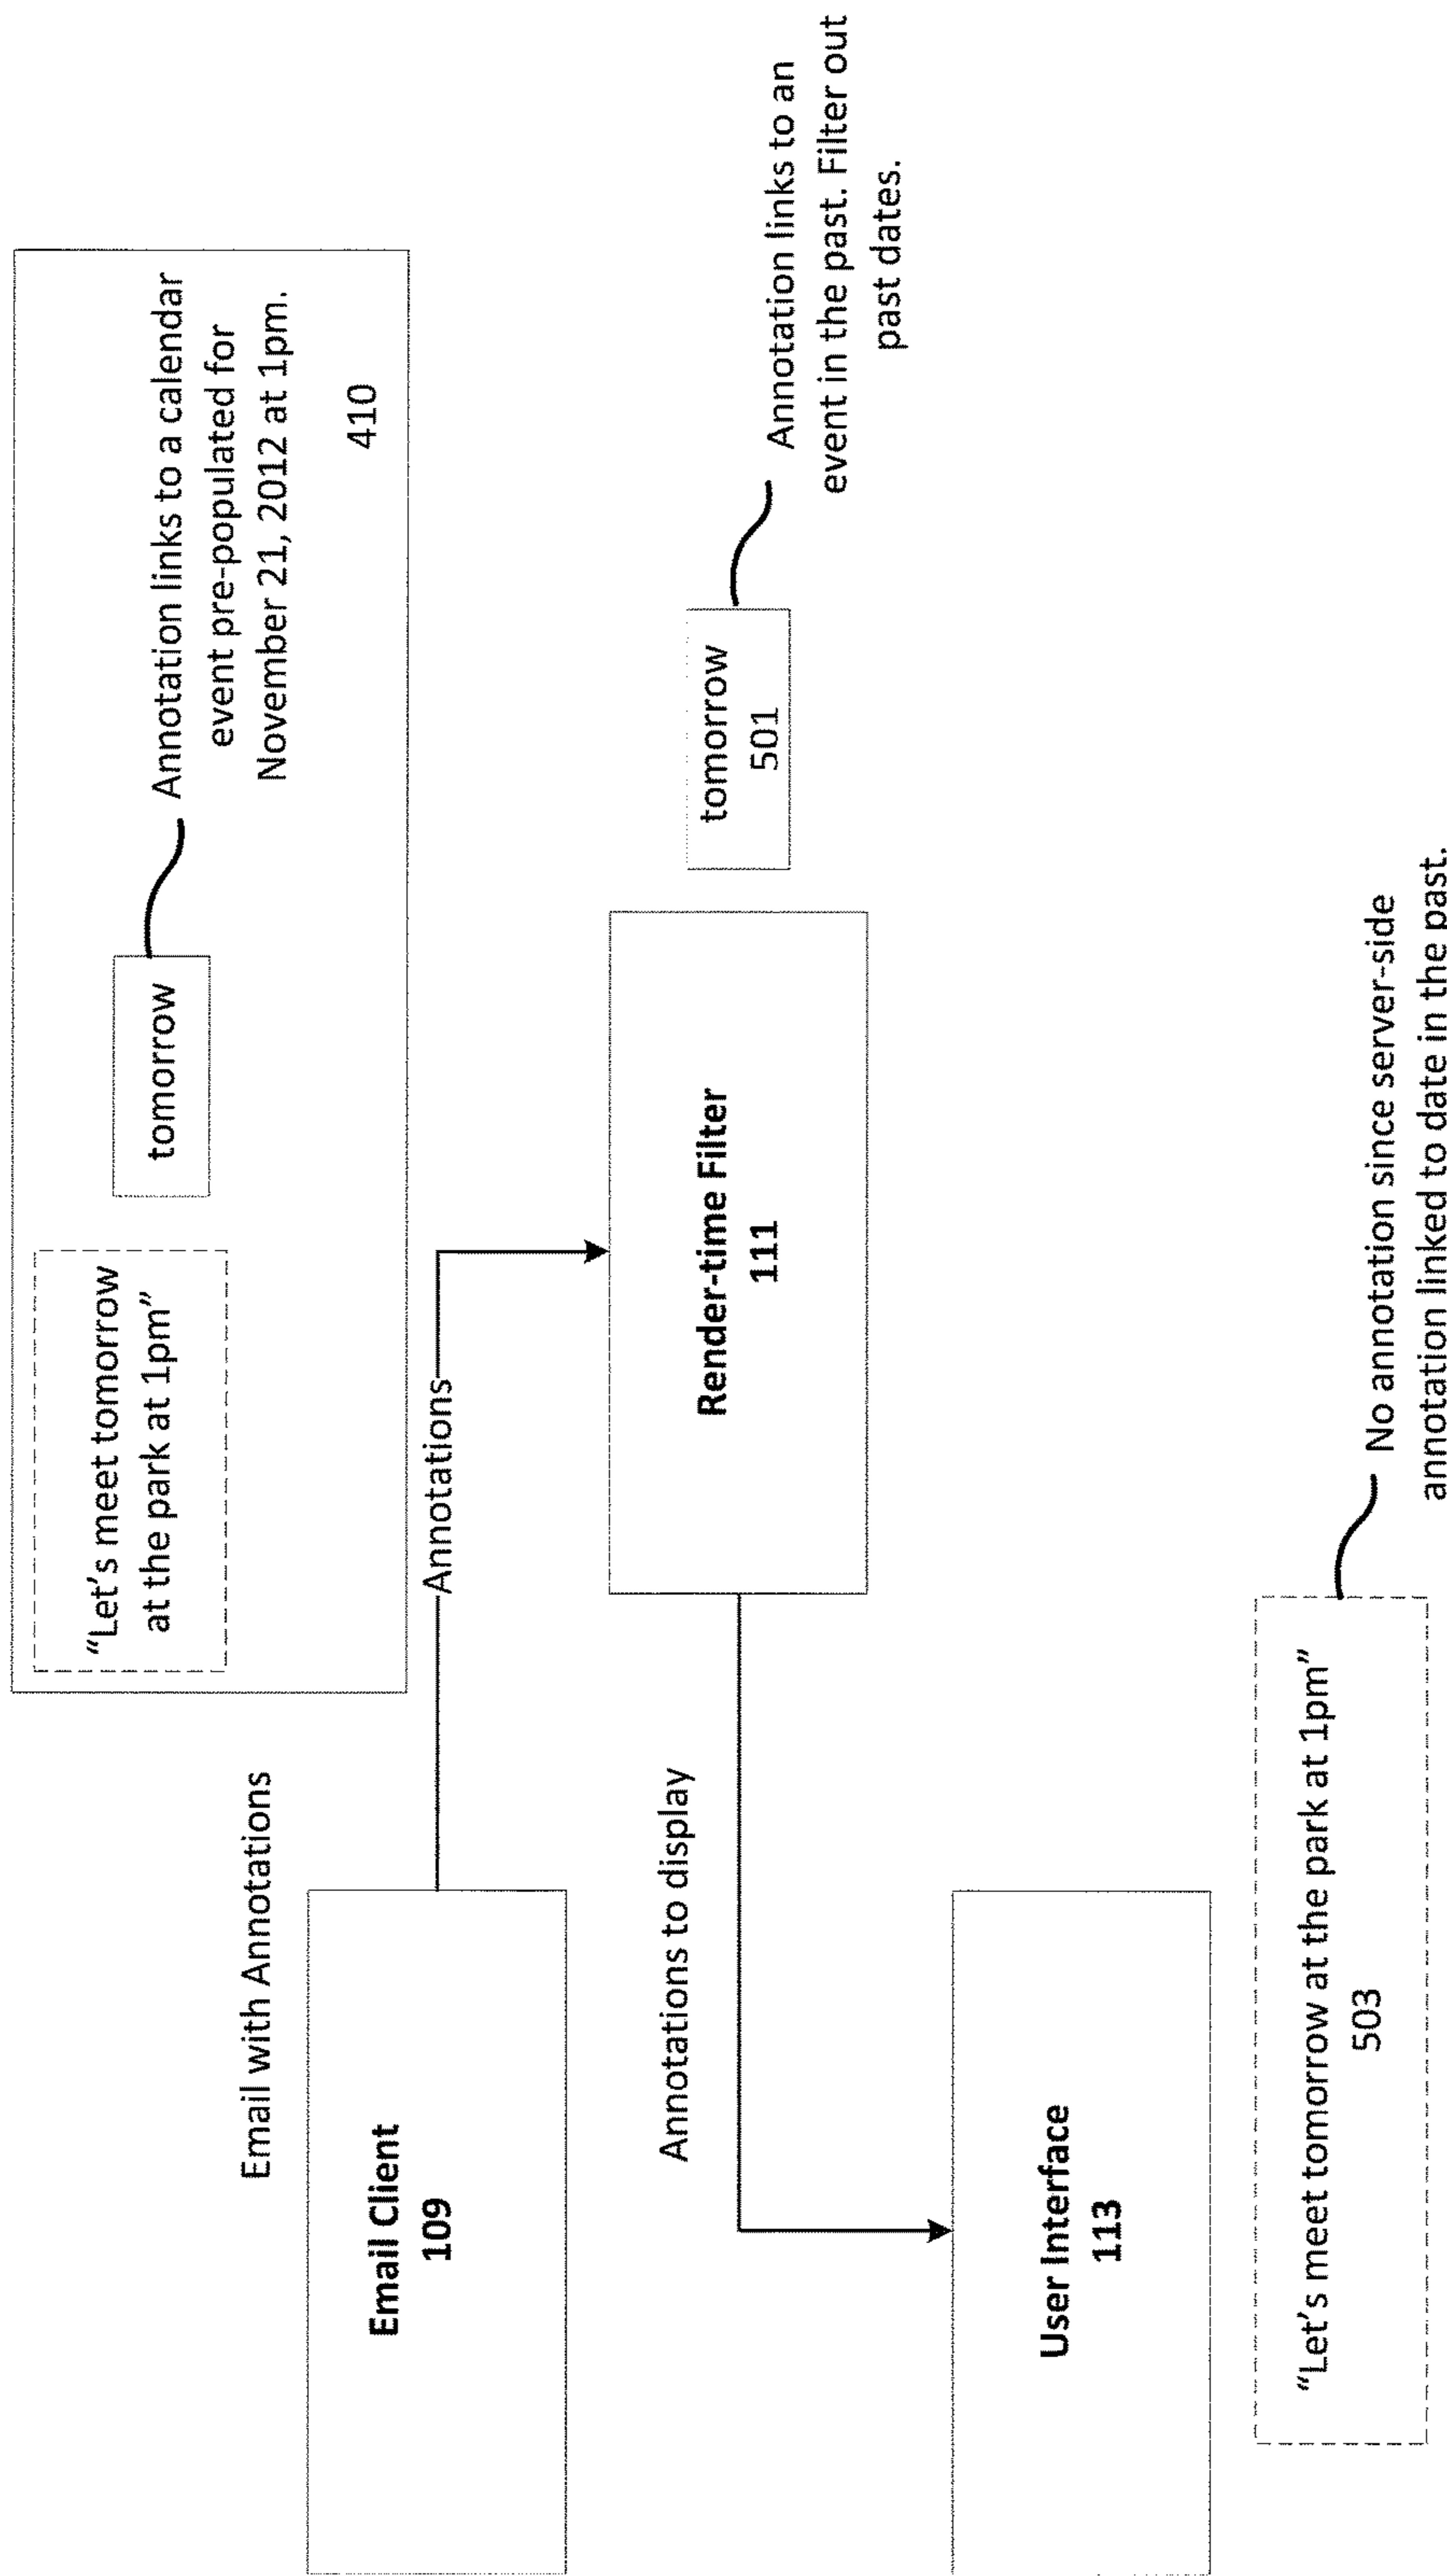 Email with Annotations
"Let's meet tomorrow
at the park at 1pm"
tomorrow
Annotation links to a calendar
event pre-populated for
November 21, 2012 at 1pm.
410
Email Client
109
Annotations
Render-time Filter
111
tomorrow
501
Annotation links to an
event in the past. Filter out
past dates.
Annotations to display
User Interface
113
"Let's meet tomorrow at the park at 1pm"
503
No annotation since server-side
annotation linked to date in the past.